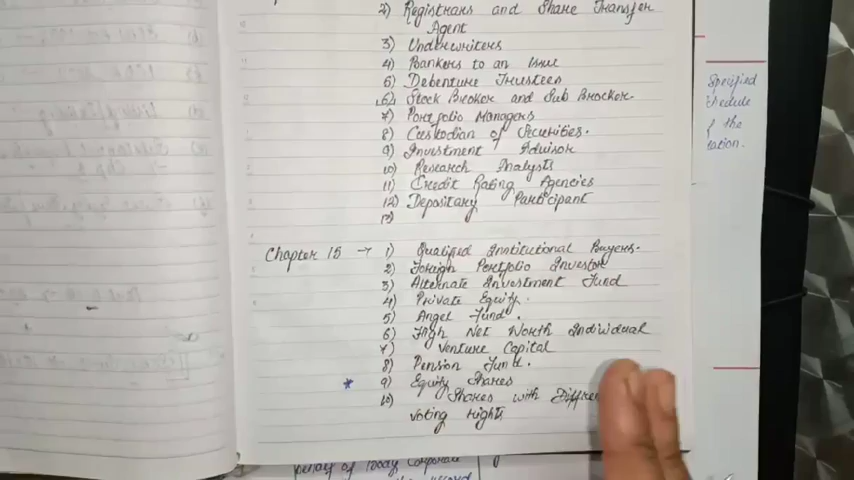 2) Registrars and Share Transfer
Agent
3) Underwriters
4) Bankers to an Issue
5) Debenture Trustees
6) Stock Broker and Sub Brocker.
7) Portfolio Managers
8) Custodian of Securities.
9) Investment Advisor
10) Research Analysts
11) Credit Rating Agencies
12) Depositary Participant
13)
Chapter 15 → 1) Qualified Institutional Buyers.
2) Foreign Portfolio Investor
3) Alternate Investment Fund
4) Private Equity.
5) Angel Fund.
6) High Net Worth Individual
7) Venture Capital
8) Pension Fund.
* 9) Equity Shares
10) Shares with
voting rights
Specified
of the